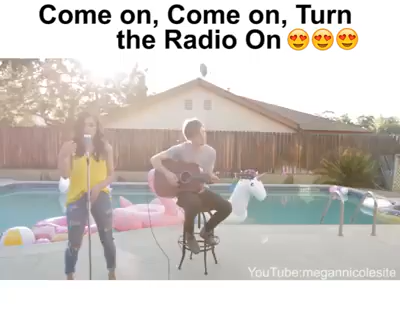 Come on, Come on, Turn
the Radio On 😍😍😍
YouTube:megannicolesite